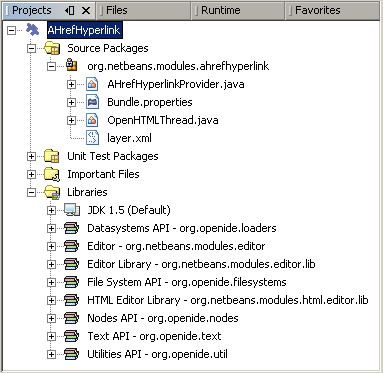 Projects Files Runtime Favorites
AHrefHyperlink
Source Packages
org.netbeans.modules.ahrefhyperlink
AHrefHyperlinkProvider.java
Bundle.properties
OpenHTMLThread.java
layer.xml
Unit Test Packages
Important Files
Libraries
JDK 1.5 (Default)
Datasystems API - org.openide.loaders
Editor - org.netbeans.modules.editor
Editor Library - org.netbeans.modules.editor.lib
File System API - org.openide.filesystems
HTML Editor Library - org.netbeans.modules.html.editor.lib
Nodes API - org.openide.nodes
Text API - org.openide.text
Utilities API - org.openide.util